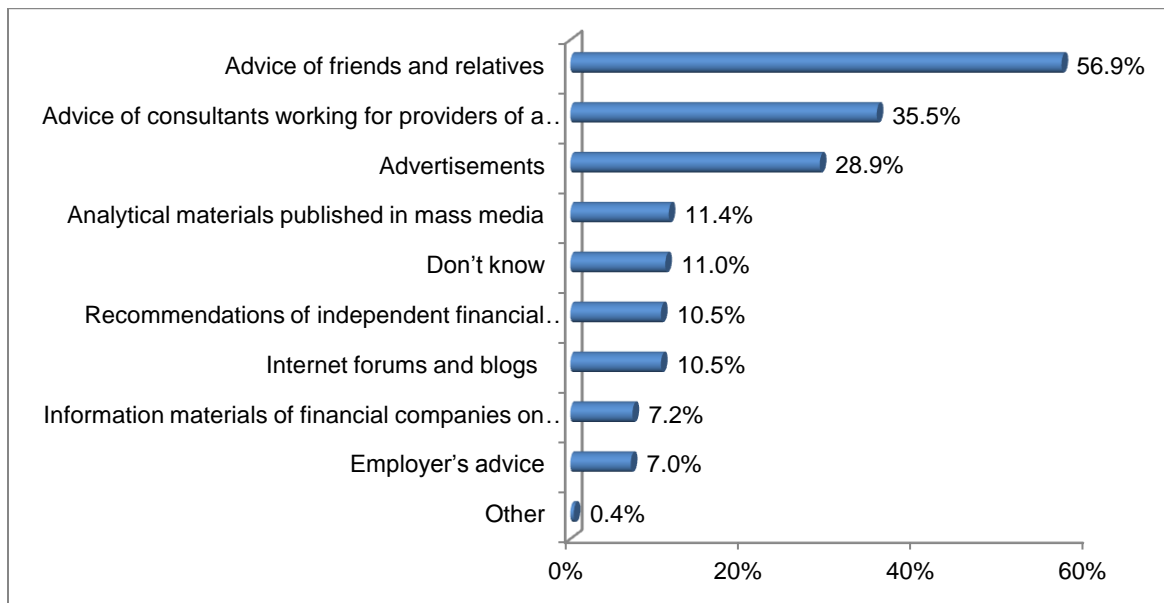 Advice of friends and relatives 56.9%
Advice of consultants working for providers of a.. 35.5%
Advertisements 28.9%
Analytical materials published in mass media 11.4%
Don’t know 11.0%
Recommendations of independent financial.. 10.5%
Internet forums and blogs 10.5%
Information materials of financial companies on.. 7.2%
Employer’s advice 7.0%
Other 0.4%
0% 20% 40% 60%